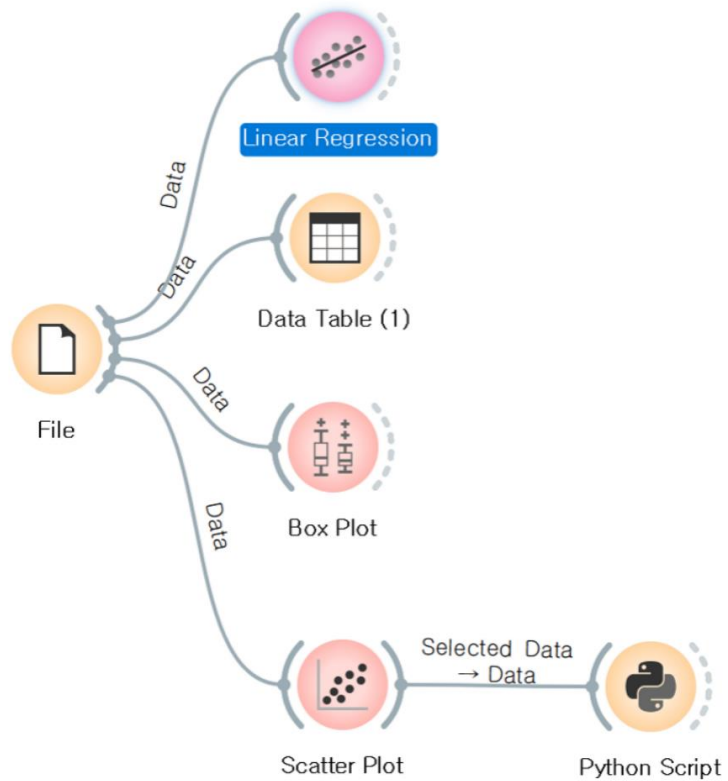 Linear Regression
Data
Data
Data Table (1)
File
Data
Box Plot
Data
Selected Data
→ Data
Scatter Plot
Python Script